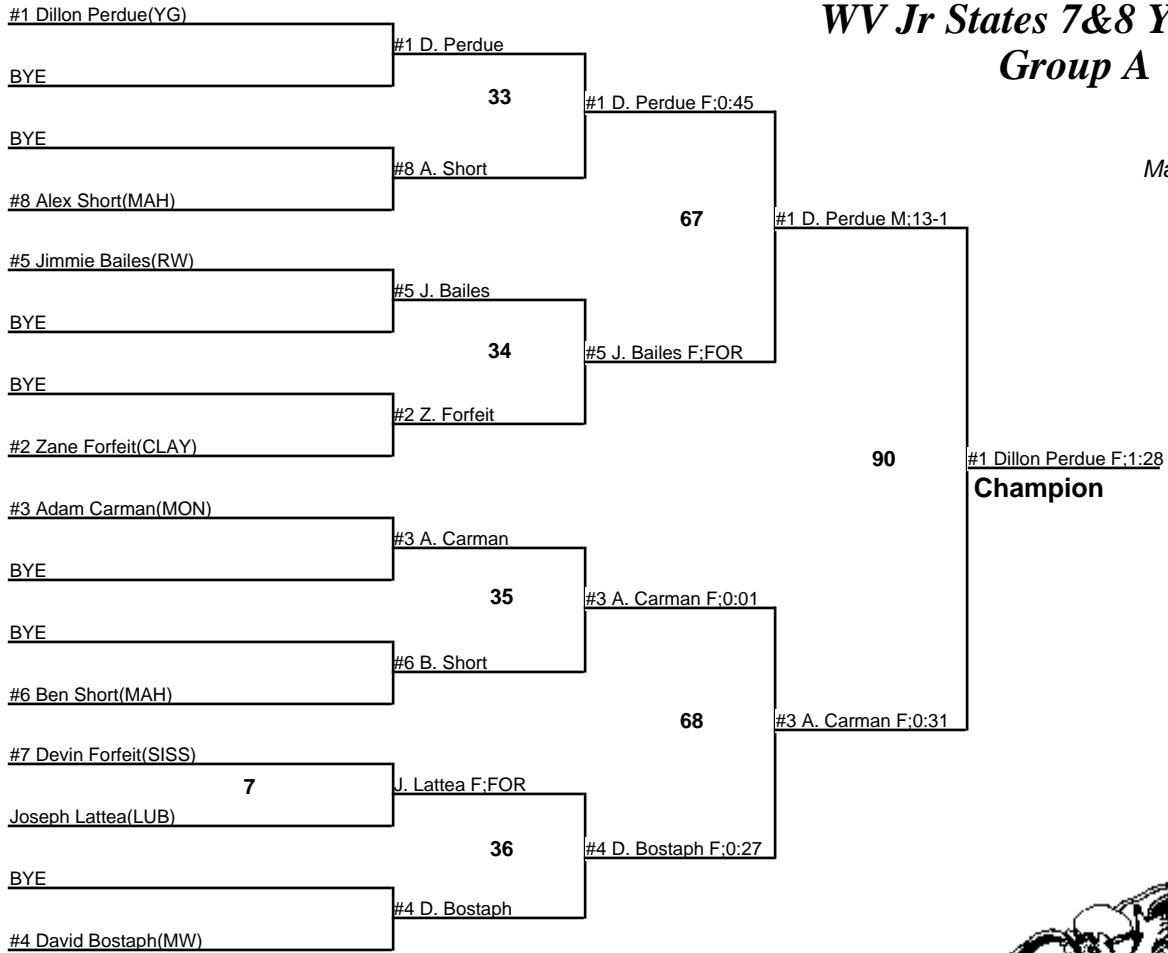 WV Jr States 7&8 Y
Group A
Ma
#1 Dillon Perdue(YG)
BYE
BYE
#8 Alex Short(MAH)
#5 Jimmie Bailes(RW)
BYE
BYE
#2 Zane Forfeit(CLAY)
#3 Adam Carman(MON)
BYE
BYE
#6 Ben Short(MAH)
#7 Devin Forfeit(SISS)
7
Joseph Lattea(LUB)
BYE
#4 David Bostaph(MW)
#1 D. Perdue
33
#8 A. Short
#5 J. Bailes
34
#2 Z. Forfeit
#3 A. Carman
35
#6 B. Short
J. Lattea F;FOR
36
#4 D. Bostaph
#1 D. Perdue F;0:45
67
#5 J. Bailes F;FOR
#3 A. Carman F;0:01
68
#4 D. Bostaph F;0:27
#1 D. Perdue M;13-1
90
#3 A. Carman F;0:31
#1 Dillon Perdue F;1:28
Champion